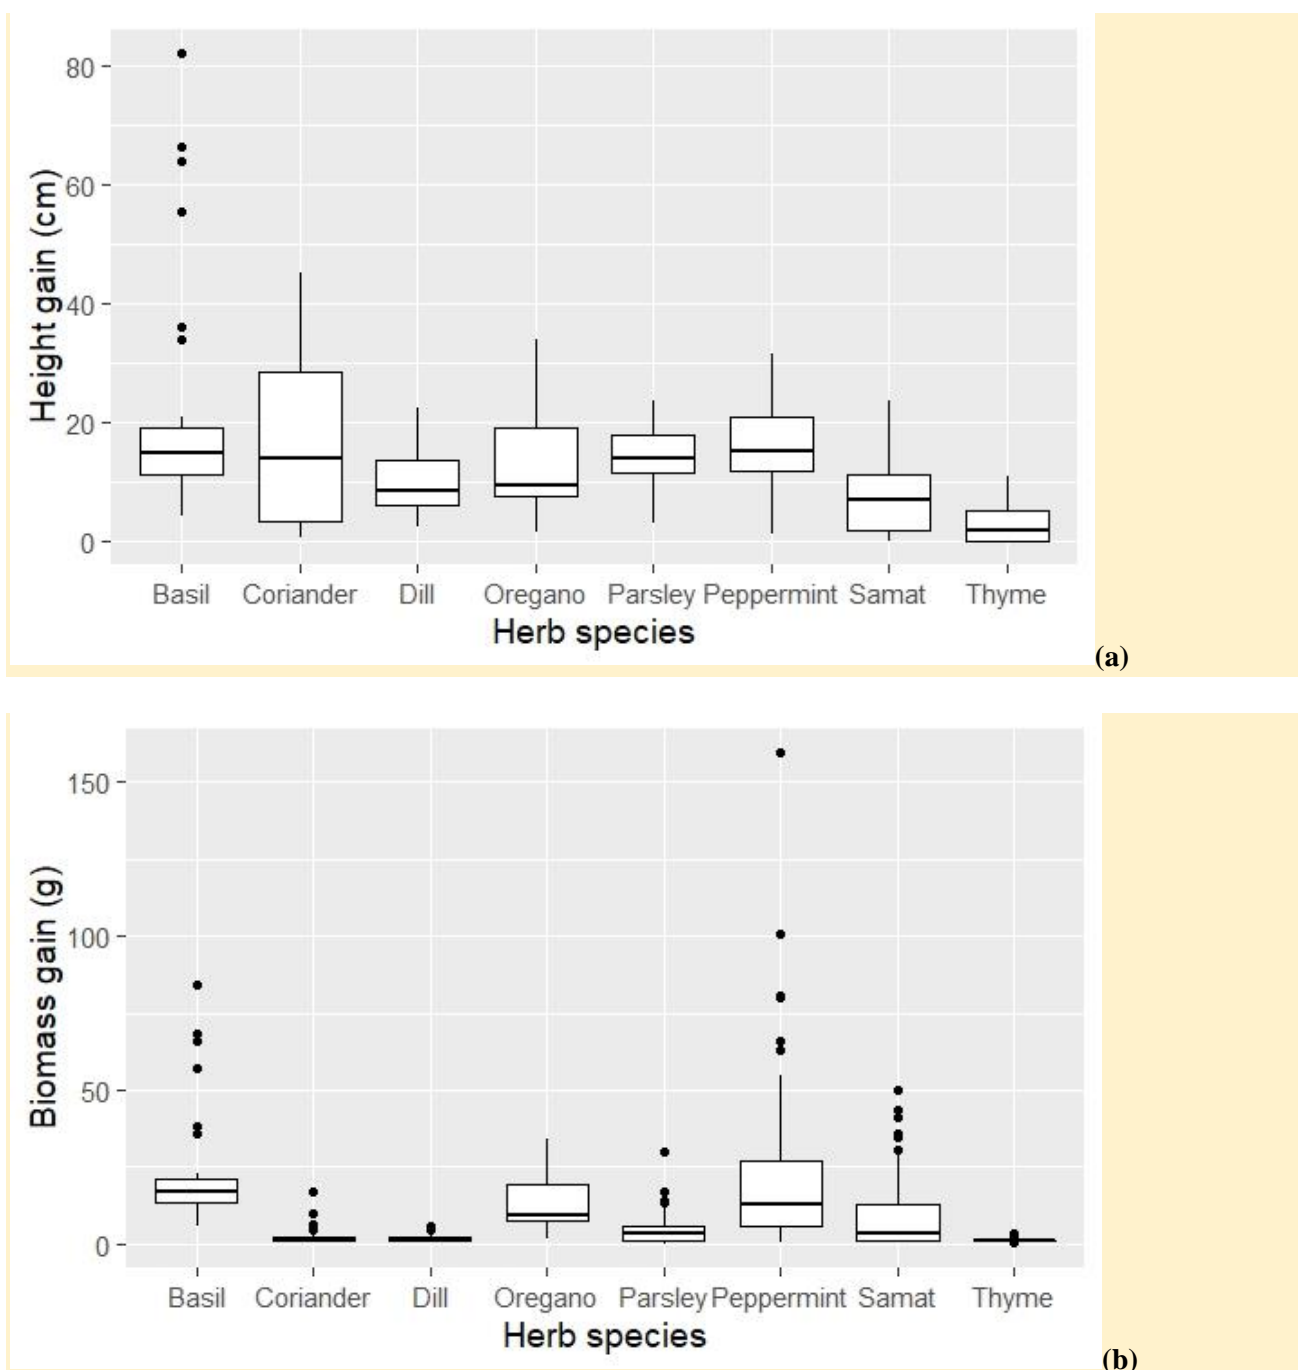 Height gain (cm)
80
60
40
20
0
Basil Coriander Dill Oregano Parsley Peppermint Samat Thyme
Herb species
(a)
Biomass gain (g)
150
100
50
0
Basil Coriander Dill Oregano Parsley Peppermint Samat Thyme
Herb species
(b)